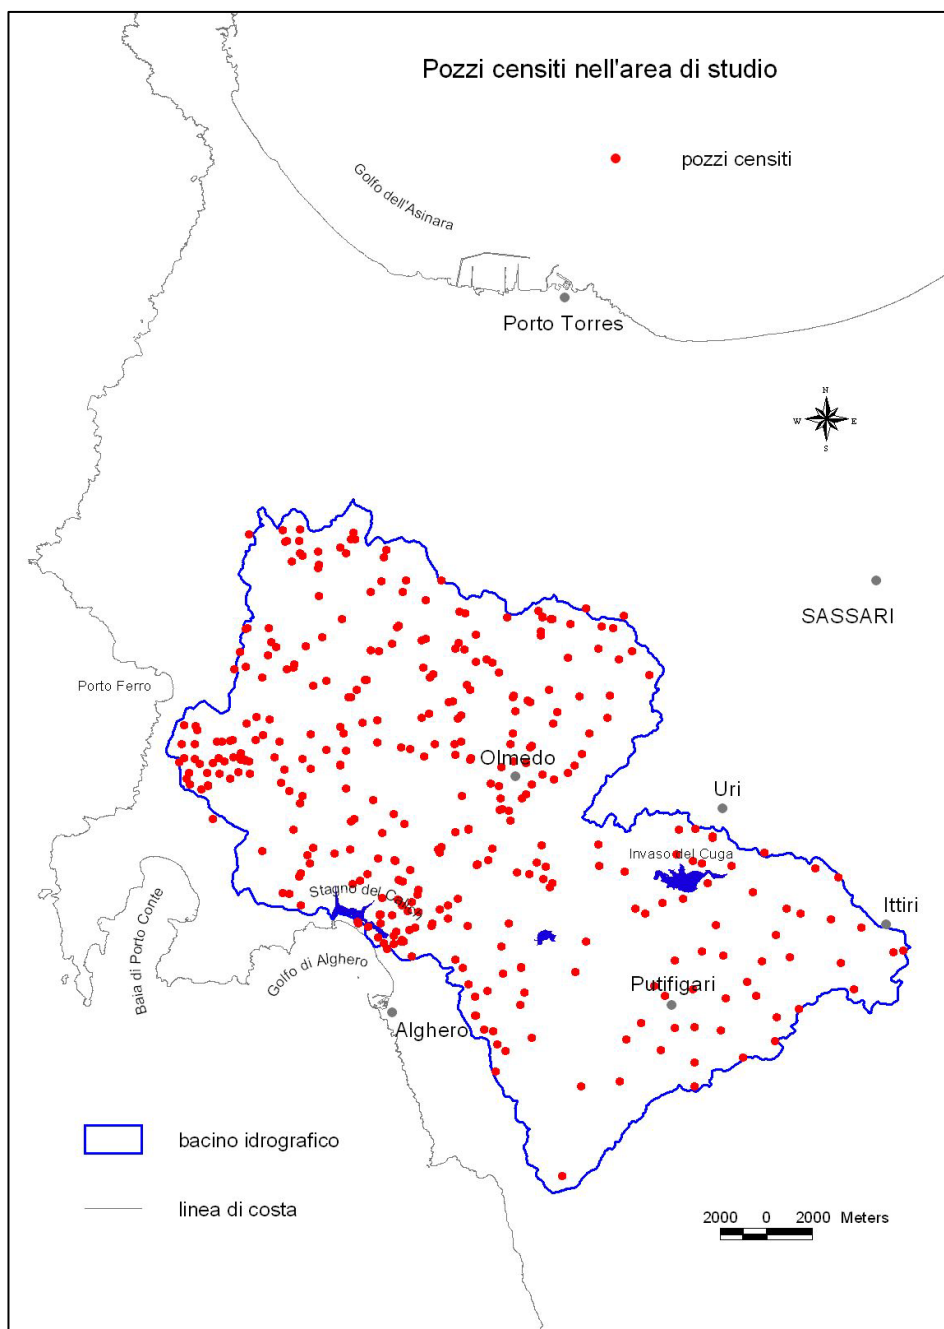 Pozzi censiti nell'area di studio
pozzi censiti
Golfo dell'Asinara
Porto Torres
N
W E
S
SASSARI
Porto Ferro
Olmedo
Uri
Invaso del Cuga
Stagno del Calich
Ittiri
Baia di Porto Conte
Golfo di Alghero
Putifigari
Alghero
bacino idrografico
linea di costa
2000 0 2000 Meters